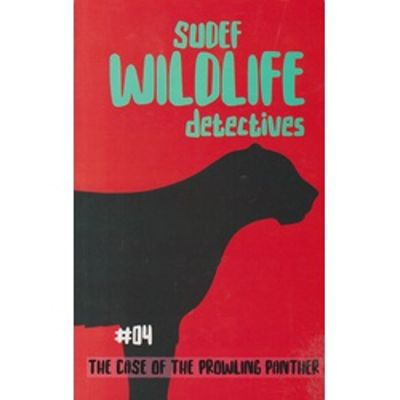 SUDEF
WILDLIFE
detectives
#04
THE CASE OF THE PROWLING PANTHER